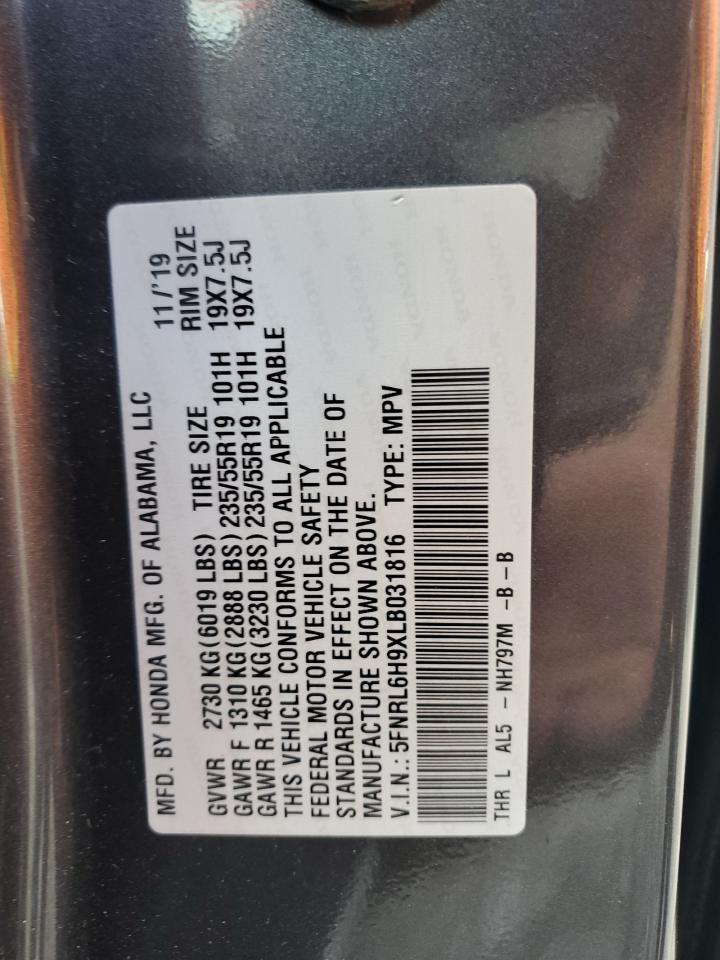 MFD. BY HONDA MFG. OF ALABAMA, LLC 11/'19
GVWR 2730 KG (6019 LBS) TIRE SIZE RIM SIZE
GAWR F 1310 KG (2888 LBS) 235/55R19 101H 19X7.5J
GAWR R 1465 KG (3230 LBS) 235/55R19 101H 19X7.5J
THIS VEHICLE CONFORMS TO ALL APPLICABLE
FEDERAL MOTOR VEHICLE SAFETY
STANDARDS IN EFFECT ON THE DATE OF
MANUFACTURE SHOWN ABOVE.
V.I.N.: 5FNRL6H9XLB031816 TYPE: MPV
THR L AL5 - NH797M -B-B